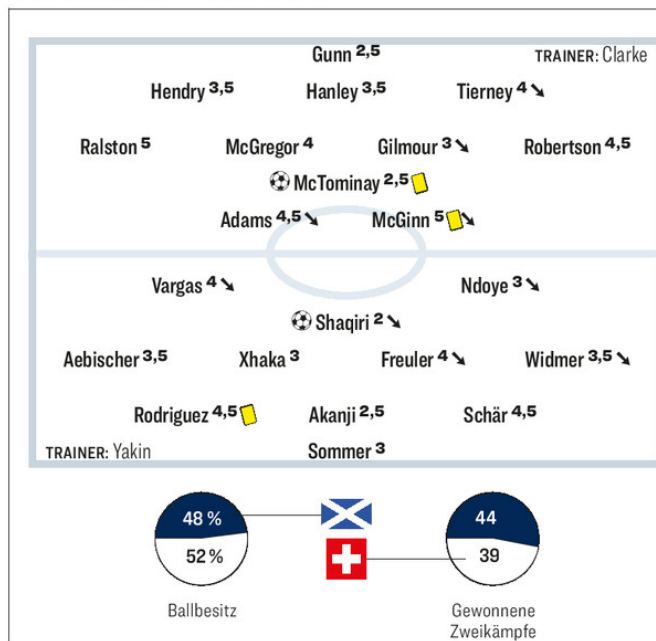 Gunn 2,5
TRAINER: Clarke
Hendry 3,5 Hanley 3,5 Tierney 4
Ralston 5 McGregor 4 Gilmour 3 Robertson 4,5
McTominay 2,5
Adams 4,5 McGinn 5
Vargas 4 Ndoye 3
Shaqiri 2
Aebischer 3,5 Xhaka 3 Freuler 4 Widmer 3,5
Rodriguez 4,5 Akanji 2,5 Schär 4,5
TRAINER: Yakin
Sommer 3
48 % 44
52 % 39
Ballbesitz
Gewonnene
Zweikämpfe